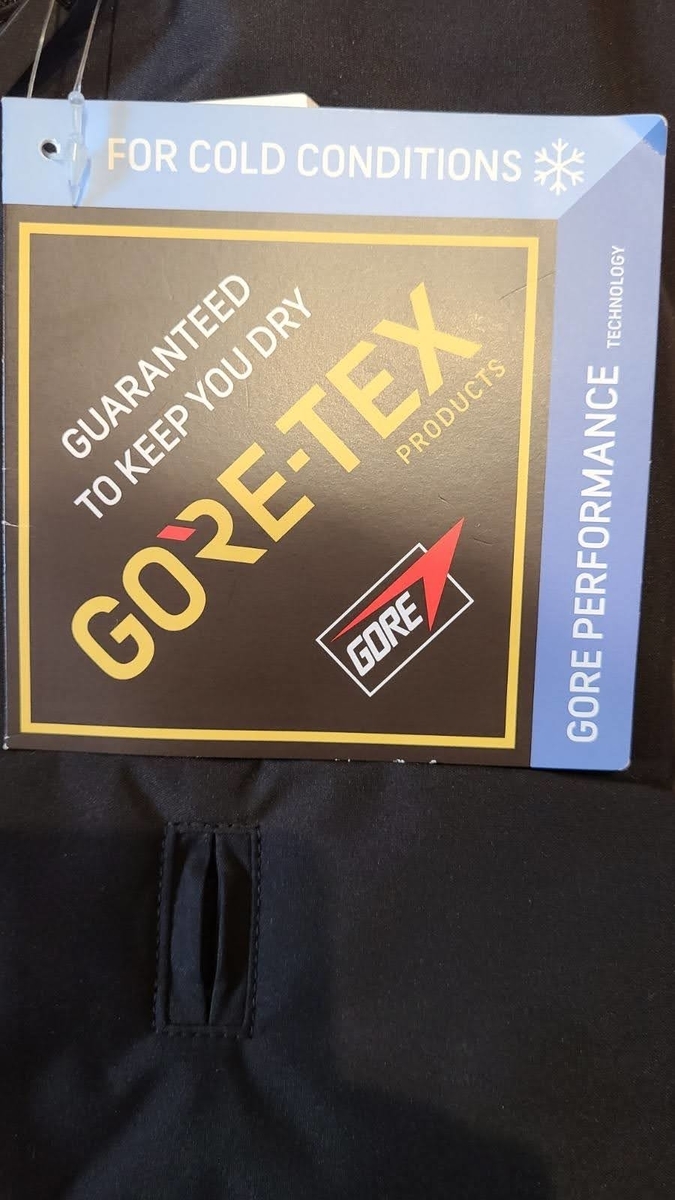 FOR COLD CONDITIONS
GUARANTEED
TO KEEP YOU DRY
GORE-TEX
PRODUCTS
GORE
GORE PERFORMANCE TECHNOLOGY